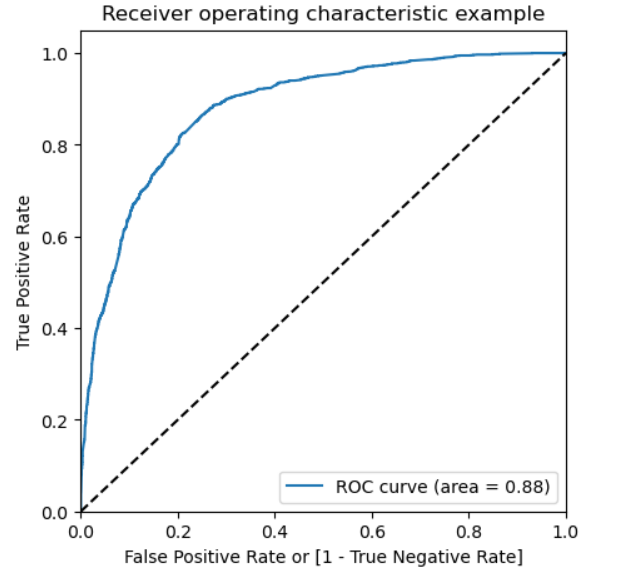 Receiver operating characteristic example
True Positive Rate
1.0
0.8
0.6
0.4
0.2
0.0
ROC curve (area = 0.88)
0.0 0.2 0.4 0.6 0.8 1.0
False Positive Rate or [1 - True Negative Rate]